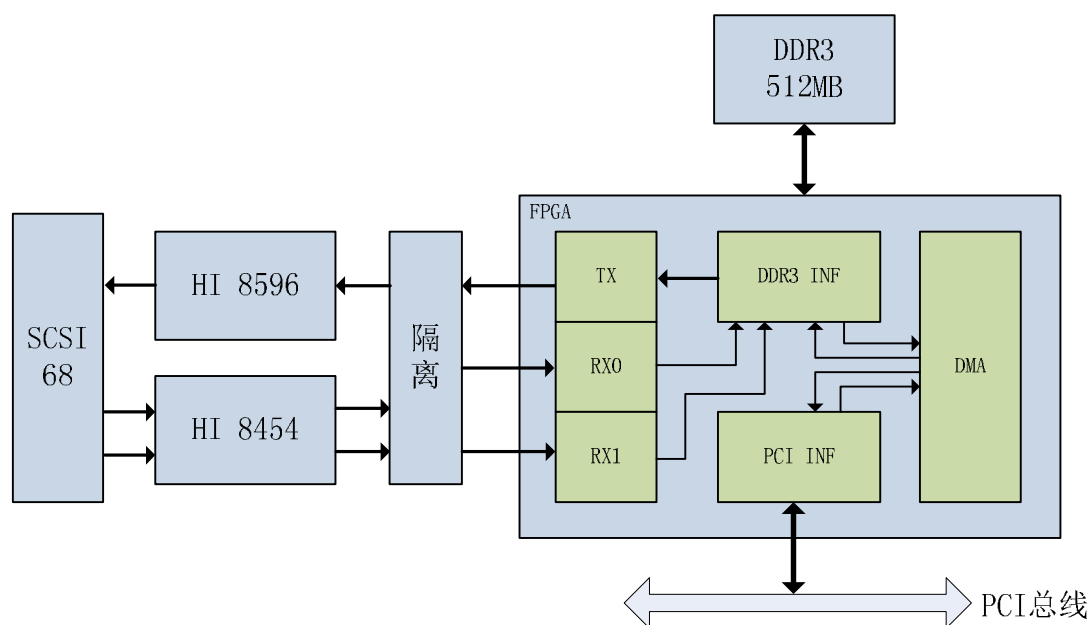 DDR3
512MB
FPGA
SCSI
68
HI 8596
HI 8454
隔
离
TX
RX0
RX1
DDR3 INF
PCI INF
DMA
PCI总线